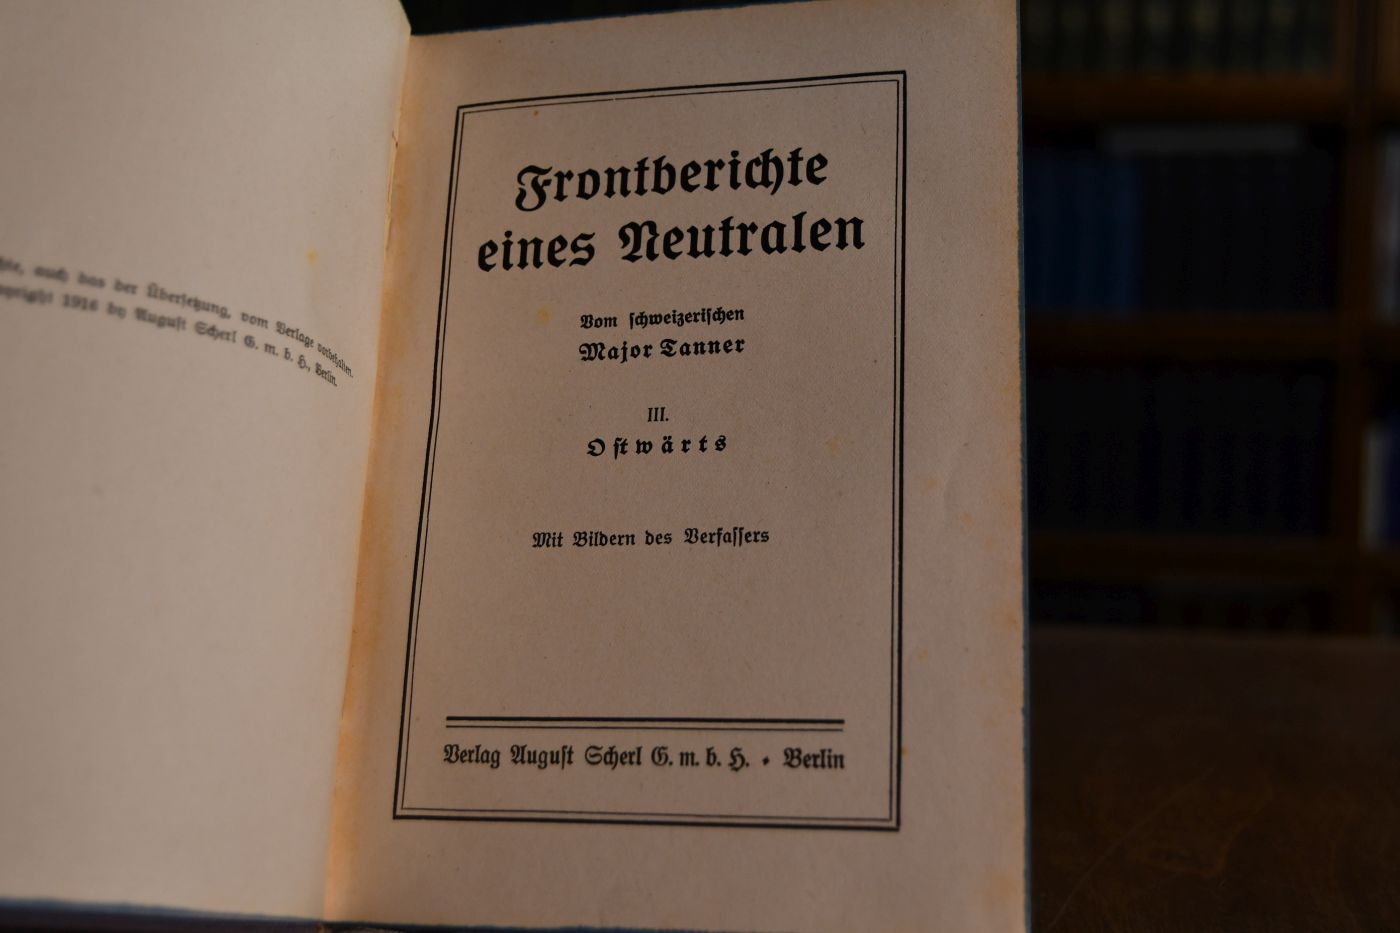 auch das der Übersetzung, vom Verlage vorbehalten.
Copyright 1916 by August Scherl G. m. b. H., Berlin.
Frontberichte
eines Neutralen
Vom schweizerischen
Major Tanner
III.
Ostwärts
Mit Bildern des Verfassers
Verlag August Scherl G. m. b. H. • Berlin